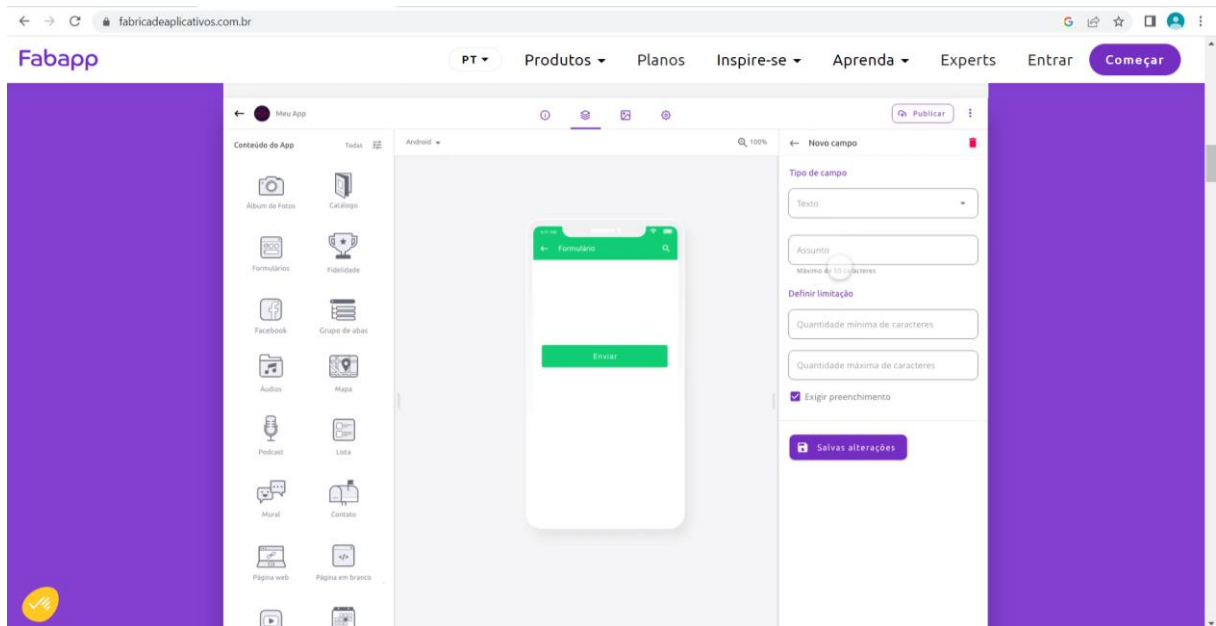 fabricadeaplicativos.com.br
Fabapp
PT
Produtos
Planos
Inspire-se
Aprenda
Experts
Entrar
Começar
Meu App
Publicar
Conteúdo do App
Todas
Android
100%
Novo campo
Tipo de campo
Texto
Assunto
Máximo de 50 caracteres
Definir limitação
Quantidade mínima de caracteres
Quantidade máxima de caracteres
Exigir preenchimento
Salvas alterações
Álbum de Fotos
Catálogo
Formulários
Fidelidade
Facebook
Grupo de abas
Áudios
Mapa
Podcast
Lista
Mural
Contato
Página web
Página em branco
Formulário
Enviar